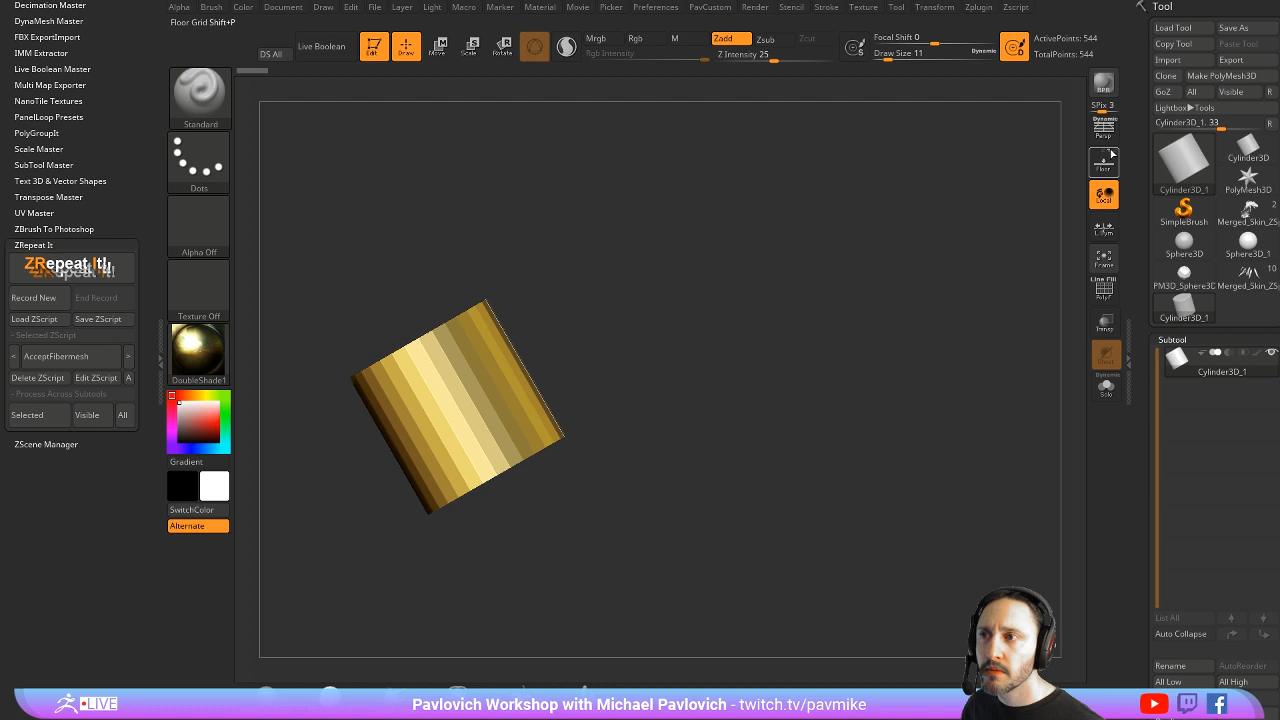 Alpha Brush Color Document Draw Edit File Layer Light Macro Marker Material Movie Picker Preferences PavCustom Render Stencil Stroke Texture Tool Transform Zplugin Zscript
Floor Grid Shift+P
Decimation Master
DynaMesh Master
FBX ExportImport
IMM Exporter
Live Boolean Master
Multi Map Exporter
NanoTile Textures
PanelLoop Presets
PolyGroupIt
Scale Master
SubTool Master
Text 3D & Vector Shapes
Transpose Master
UV Master
ZBrush To Photoshop
ZRepeat It
ZRepeat It!
Record New End Record
Load ZScript Save ZScript
- Selected ZScript
< AcceptFibermesh >
Delete ZScript Edit ZScript A
- Process Across Subtools
Selected Visible All
ZScene Manager
DS All
Live Boolean
Edit
Draw
Move
Scale
Rotate
Mrgb Rgb M
Rgb Intensity
Zadd Zsub Zcut
Z Intensity 25
S
Focal Shift 0
Draw Size 11 Dynamic
D
ActivePoints: 544
TotalPoints: 544
Standard
Dots
Alpha Off
Texture Off
DoubleShade1
Gradient
SwitchColor
Alternate
BPR
SPix 3
Dynamic
Persp
Floor
Local
L.Sym
Frame
Line Fill
PolyF
Transp
Ghost
Dynamic
Solo
Tool
Load Tool Save As
Copy Tool Paste Tool
Import Export
Clone Make PolyMesh3D
GoZ All Visible R
Lightbox▶Tools
Cylinder3D_1. 33 R
Cylinder3D_1
Cylinder3D
PolyMesh3D
SimpleBrush
2
Merged_Skin_ZS
Sphere3D
Sphere3D_1
PM3D_Sphere3D
10
Merged_Skin_ZS
Cylinder3D_1
Subtool
Cylinder3D_1
List All
Auto Collapse
Rename AutoReorder
All Low All High
LIVE
Pavlovich Workshop with Michael Pavlovich - twitch.tv/pavmike